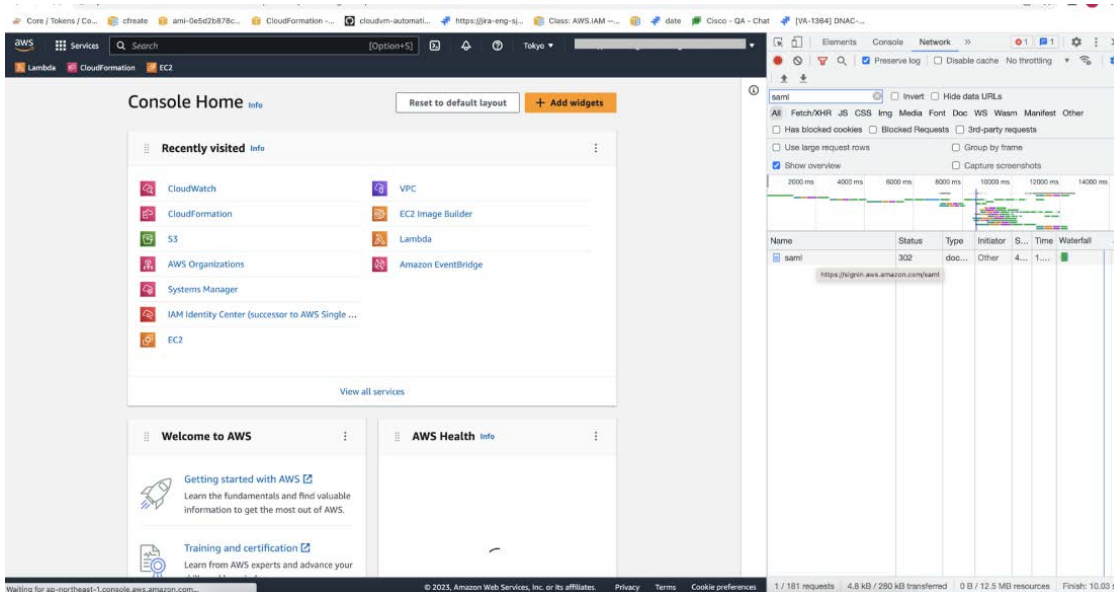 Core / Tokens / Co... cfreate ami-0e5d2b878c... CloudFormation -... cloudvm-automati... https://jira-eng-sj... Class: AWS.IAM —... date Cisco - QA - Chat [VA-1364] DNAC-...
aws Services Search [Option+S] Tokyo
Lambda CloudFormation EC2
Console Home Info
Reset to default layout + Add widgets
Recently visited Info
CloudWatch VPC
CloudFormation EC2 Image Builder
S3 Lambda
AWS Organizations Amazon EventBridge
Systems Manager
IAM Identity Center (successor to AWS Single ...
EC2
View all services
Welcome to AWS AWS Health Info
Getting started with AWS
Learn the fundamentals and find valuable
information to get the most out of AWS.
Training and certification
Learn from AWS experts and advance your
Waiting for ap-northeast-1.console.aws.amazon.com...
© 2023, Amazon Web Services, Inc. or its affiliates. Privacy Terms Cookie preferences
Elements Console Network » 1 1
Preserve log Disable cache No throttling
saml Invert Hide data URLs
All Fetch/XHR JS CSS Img Media Font Doc WS Wasm Manifest Other
Has blocked cookies Blocked Requests 3rd-party requests
Use large request rows Group by frame
Show overview Capture screenshots
2000 ms 4000 ms 6000 ms 8000 ms 10000 ms 12000 ms 14000 ms
Name Status Type Initiator S... Time Waterfall
saml 302 doc... Other 4... 1....
https://signin.aws.amazon.com/saml
1 / 161 requests 4.8 kB / 280 kB transferred 0 B / 12.5 MB resources Finish: 10.03 s